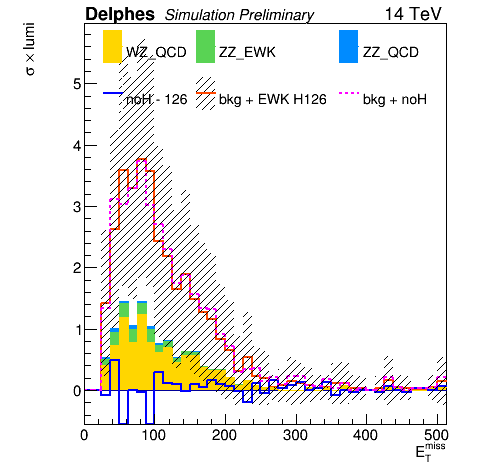 Delphes Simulation Preliminary 14 TeV
σ × lumi
WZ_QCD ZZ_EWK ZZ_QCD
noH - 126 bkg + EWK H126 bkg + noH
5
4
3
2
1
0
0 100 200 300 400 500
E_T^miss